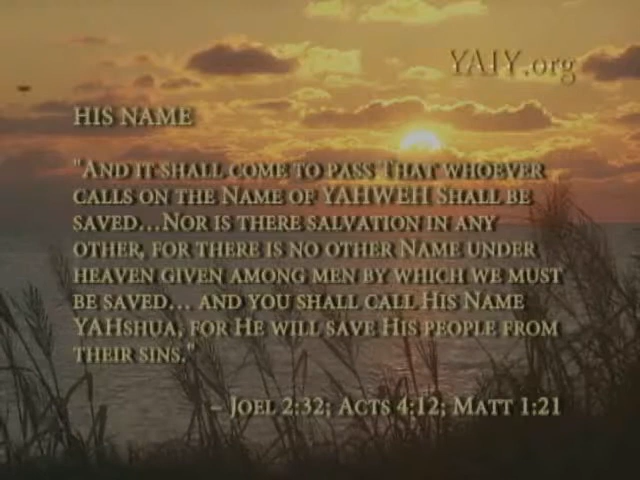 YAIY.org
HIS NAME
"AND IT SHALL COME TO PASS THAT WHOEVER
CALLS ON THE NAME OF YAHWEH SHALL BE
SAVED...NOR IS THERE SALVATION IN ANY
OTHER, FOR THERE IS NO OTHER NAME UNDER
HEAVEN GIVEN AMONG MEN BY WHICH WE MUST
BE SAVED... AND YOU SHALL CALL HIS NAME
YAHSHUA, FOR HE WILL SAVE HIS PEOPLE FROM
THEIR SINS."
– JOEL 2:32; ACTS 4:12; MATT 1:21